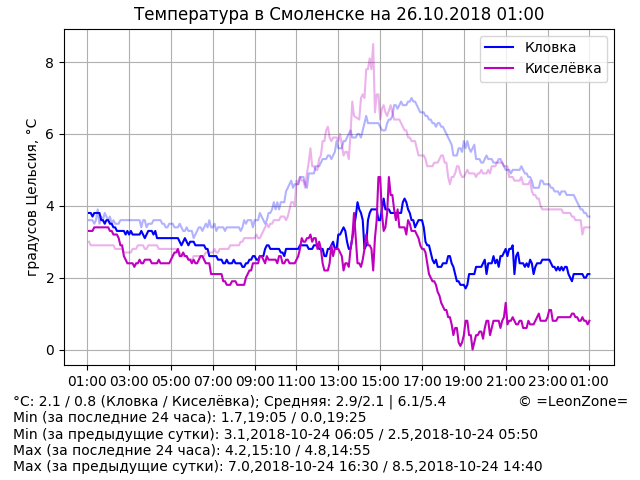 Температура в Смоленске на 26.10.2018 01:00
Кловка
Киселёвка
градусов Цельсия, °C
8
6
4
2
0
01:00 03:00 05:00 07:00 09:00 11:00 13:00 15:00 17:00 19:00 21:00 23:00 01:00
°C: 2.1 / 0.8 (Кловка / Киселёвка); Средняя: 2.9/2.1 | 6.1/5.4 © =LeonZone=
Min (за последние 24 часа): 1.7,19:05 / 0.0,19:25
Min (за предыдущие сутки): 3.1,2018-10-24 06:05 / 2.5,2018-10-24 05:50
Max (за последние 24 часа): 4.2,15:10 / 4.8,14:55
Max (за предыдущие сутки): 7.0,2018-10-24 16:30 / 8.5,2018-10-24 14:40